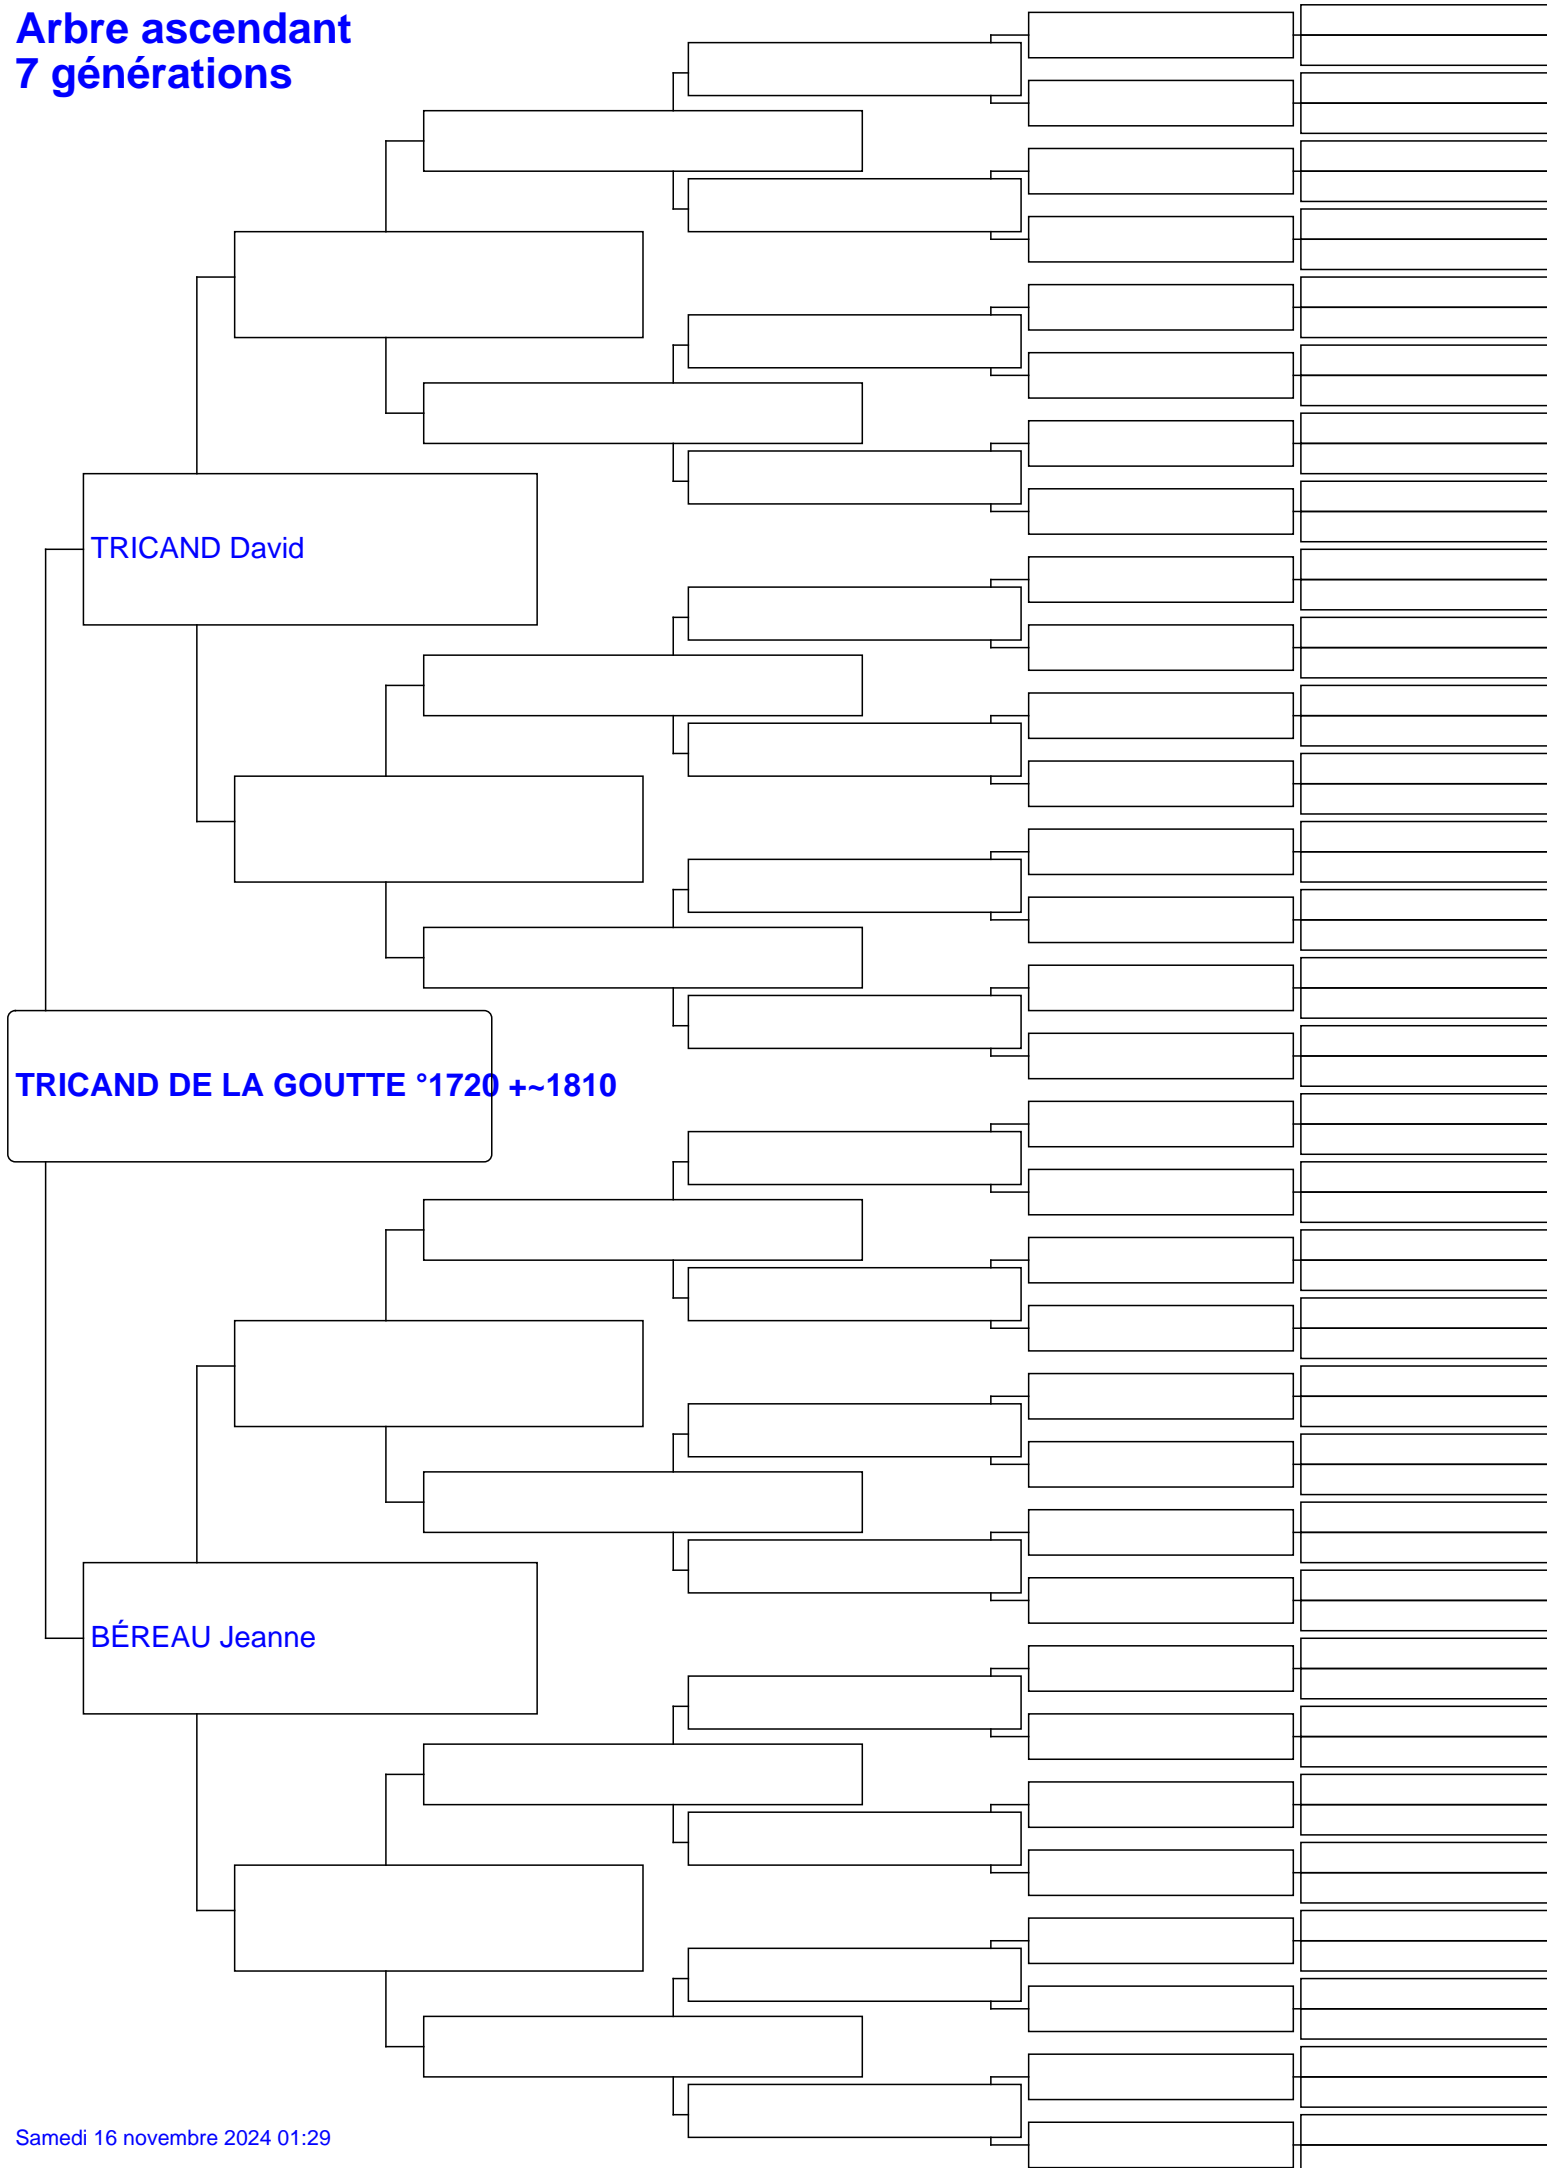 Arbre ascendant
7 générations
TRICAND David
TRICAND DE LA GOUTTE °1720 +~1810
BÉREAU Jeanne
Samedi 16 novembre 2024 01:29